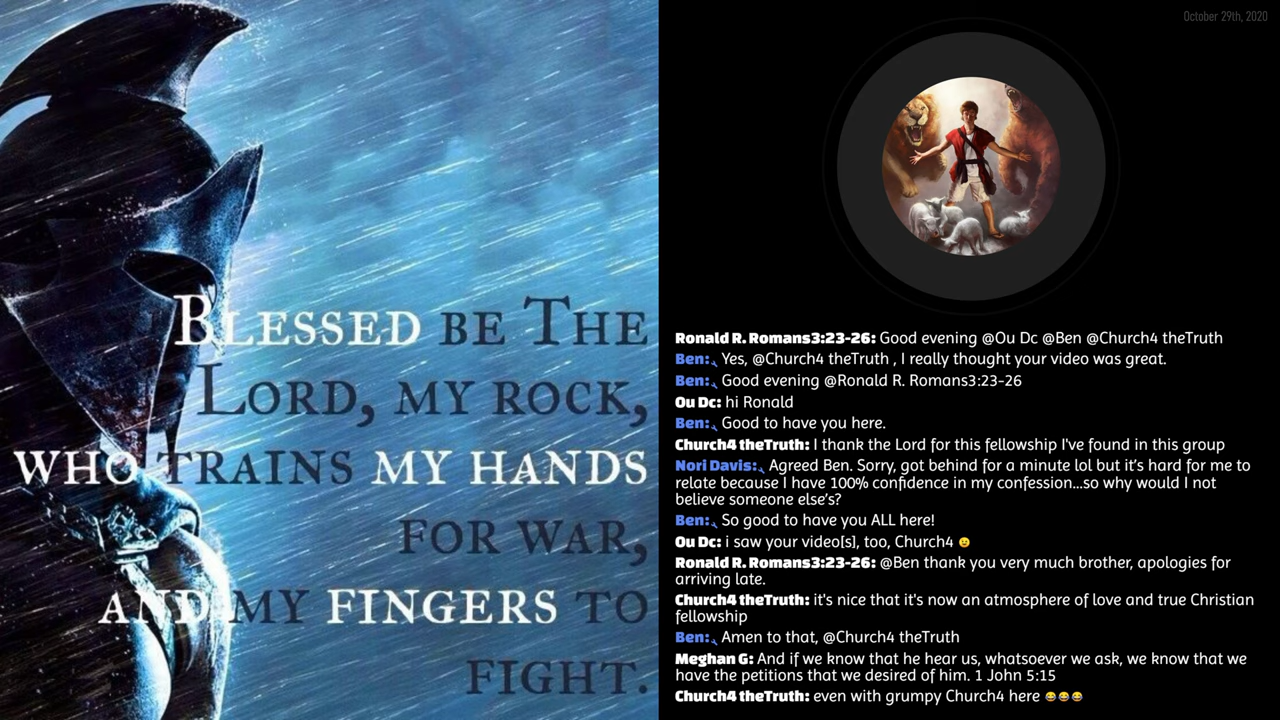 BLESSED BE THE
LORD, MY ROCK,
WHO TRAINS MY HANDS
FOR WAR,
AND MY FINGERS TO
FIGHT.
October 29th, 2020
Ronald R. Romans3:23-26: Good evening @Ou Dc @Ben @Church4 theTruth
Ben: Yes, @Church4 theTruth , I really thought your video was great.
Ben: Good evening @Ronald R. Romans3:23-26
Ou Dc: hi Ronald
Ben: Good to have you here.
Church4 theTruth: I thank the Lord for this fellowship I've found in this group
Nori Davis: Agreed Ben. Sorry, got behind for a minute lol but it's hard for me to
relate because I have 100% confidence in my confession...so why would I not
believe someone else's?
Ben: So good to have you ALL here!
Ou Dc: i saw your video[s], too, Church4 🙂
Ronald R. Romans3:23-26: @Ben thank you very much brother, apologies for
arriving late.
Church4 theTruth: it's nice that it's now an atmosphere of love and true Christian
fellowship
Ben: Amen to that, @Church4 theTruth
Meghan G: And if we know that he hear us, whatsoever we ask, we know that we
have the petitions that we desired of him. 1 John 5:15
Church4 theTruth: even with grumpy Church4 here 😂😂😂